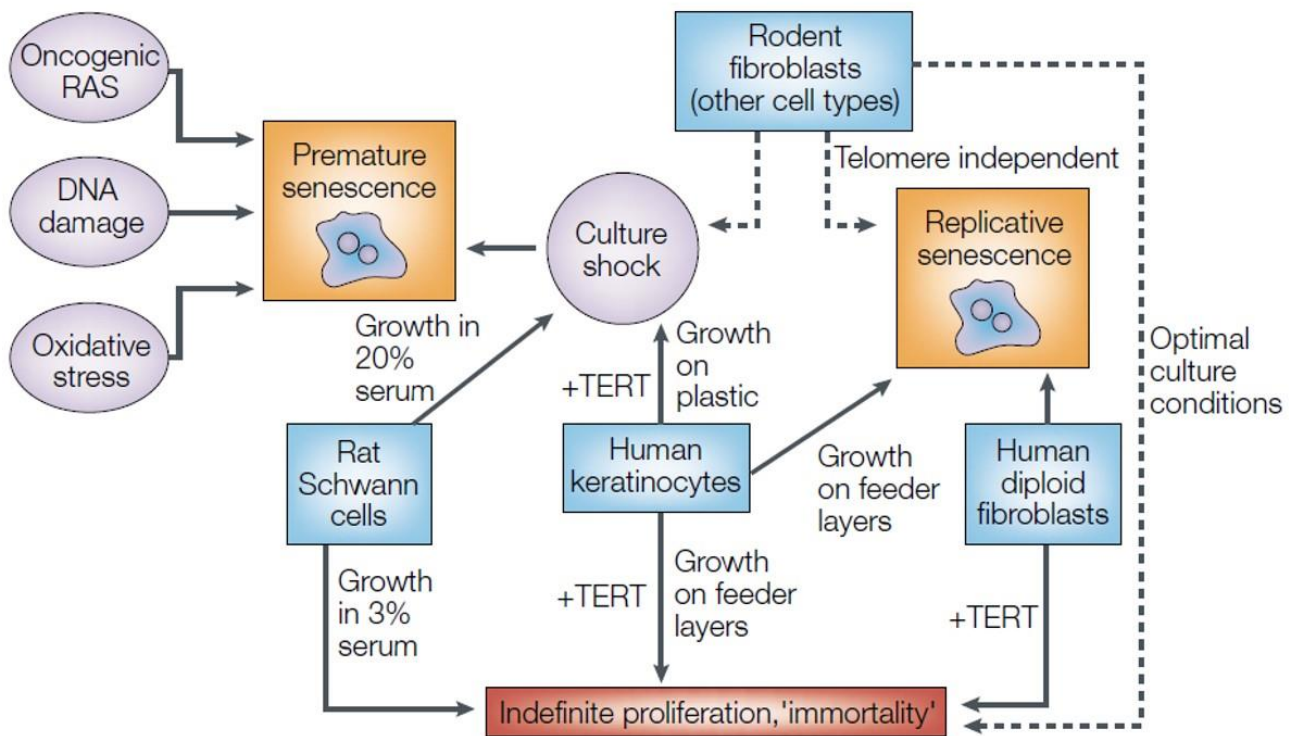 Oncogenic
RAS
DNA
damage
Oxidative
stress
Premature
senescence
Culture
shock
Rodent
fibroblasts
(other cell types)
Telomere independent
Replicative
senescence
Optimal
culture
conditions
Growth in
20%
serum
+TERT
Growth
on
plastic
Growth
on feeder
layers
Rat
Schwann
cells
Human
keratinocytes
Human
diploid
fibroblasts
Growth
in 3%
serum
+TERT
Growth
on feeder
layers
+TERT
Indefinite proliferation,'immortality'